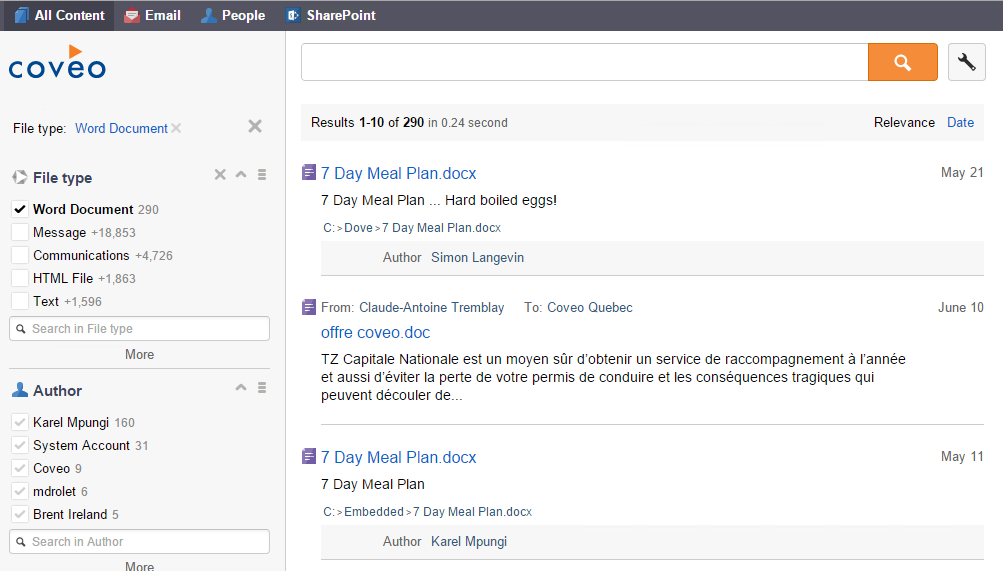 All Content Email People SharePoint
coveo
File type: Word Document
File type
Word Document 290
Message +18,853
Communications +4,726
HTML File +1,863
Text +1,596
Search in File type
More
Author
Karel Mpungi 160
System Account 31
Coveo 9
mdrolet 6
Brent Ireland 5
Search in Author
More
Results 1-10 of 290 in 0.24 second Relevance Date
7 Day Meal Plan.docx May 21
7 Day Meal Plan ... Hard boiled eggs!
C:>Dove>7 Day Meal Plan.docx
Author Simon Langevin
From: Claude-Antoine Tremblay To: Coveo Quebec June 10
offre coveo.doc
TZ Capitale Nationale est un moyen sûr d’obtenir un service de raccompagnement à l’année
et aussi d’éviter la perte de votre permis de conduire et les conséquences tragiques qui
peuvent découler de...
7 Day Meal Plan.docx May 11
7 Day Meal Plan
C:>Embedded>7 Day Meal Plan.docx
Author Karel Mpungi